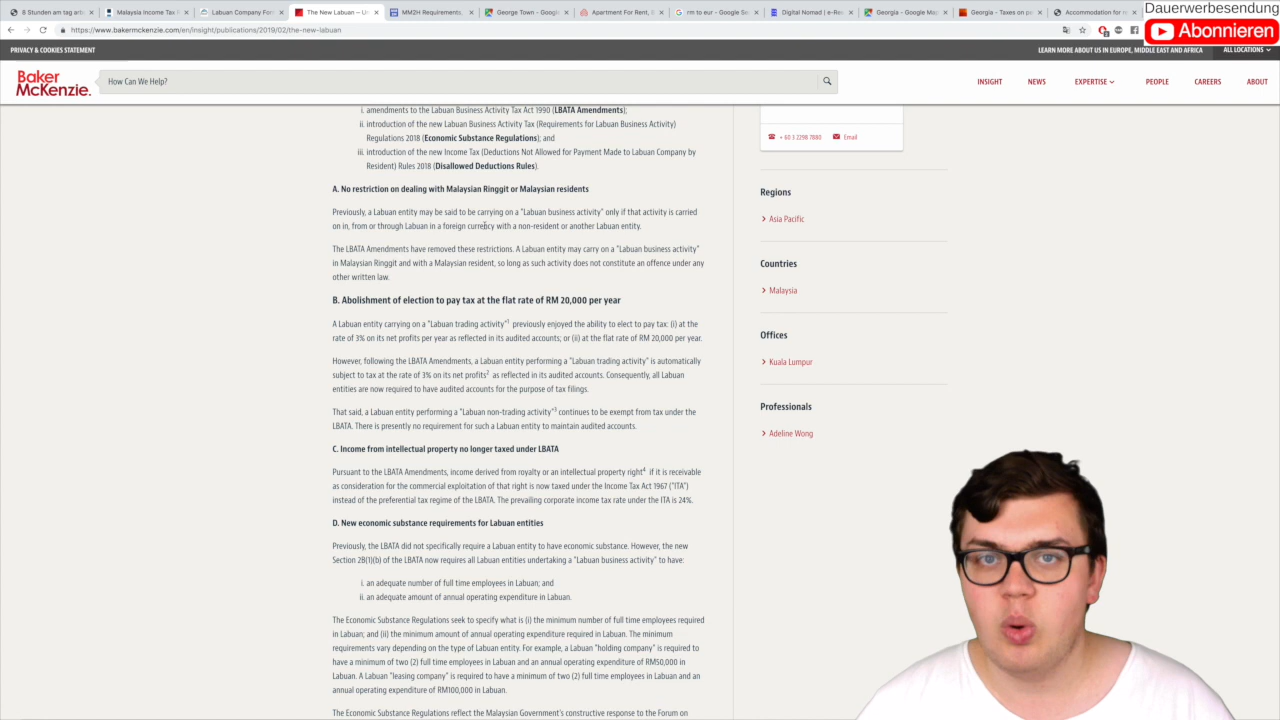 8 Stunden am tag arb
Malaysia Income Tax R
Labuan Company For
The New Labuan – Un
MM2H Requirements,
George Town - Google
Apartment For Rent, S
rm to eur - Google Se
Digital Nomad | e-Re
Georgia - Google Map
Georgia - Taxes on pe
Accommodation for re
Dauerwerbesendung
https://www.bakermckenzie.com/en/insight/publications/2019/02/the-new-labuan
Abonnieren
PRIVACY & COOKIES STATEMENT
LEARN MORE ABOUT US IN EUROPE, MIDDLE EAST AND AFRICA
ALL LOCATIONS
Baker
McKenzie.
How Can We Help?
INSIGHT
NEWS
EXPERTISE
PEOPLE
CAREERS
ABOUT
i. amendments to the Labuan Business Activity Tax Act 1990 (LBATA Amendments);
ii. introduction of the new Labuan Business Activity Tax (Requirements for Labuan Business Activity)
Regulations 2018 (Economic Substance Regulations); and
iii. introduction of the new Income Tax (Deductions Not Allowed for Payment Made to Labuan Company by
Resident) Rules 2018 (Disallowed Deductions Rules).
A. No restriction on dealing with Malaysian Ringgit or Malaysian residents
Previously, a Labuan entity may be said to be carrying on a "Labuan business activity" only if that activity is carried
on in, from or through Labuan in a foreign currency with a non-resident or another Labuan entity.
The LBATA Amendments have removed these restrictions. A Labuan entity may carry on a "Labuan business activity"
in Malaysian Ringgit and with a Malaysian resident, so long as such activity does not constitute an offence under any
other written law.
B. Abolishment of election to pay tax at the flat rate of RM 20,000 per year
A Labuan entity carrying on a "Labuan trading activity"1 previously enjoyed the ability to elect to pay tax: (i) at the
rate of 3% on its net profits per year as reflected in its audited accounts; or (ii) at the flat rate of RM 20,000 per year.
However, following the LBATA Amendments, a Labuan entity performing a "Labuan trading activity" is automatically
subject to tax at the rate of 3% on its net profits2 as reflected in its audited accounts. Consequently, all Labuan
entities are now required to have audited accounts for the purpose of tax filings.
That said, a Labuan entity performing a "Labuan non-trading activity"3 continues to be exempt from tax under the
LBATA. There is presently no requirement for such a Labuan entity to maintain audited accounts.
C. Income from intellectual property no longer taxed under LBATA
Pursuant to the LBATA Amendments, income derived from royalty or an intellectual property right4 if it is receivable
as consideration for the commercial exploitation of that right is now taxed under the Income Tax Act 1967 ("ITA")
instead of the preferential tax regime of the LBATA. The prevailing corporate income tax rate under the ITA is 24%.
D. New economic substance requirements for Labuan entities
Previously, the LBATA did not specifically require a Labuan entity to have economic substance. However, the new
Section 2B(1)(b) of the LBATA now requires all Labuan entities undertaking a "Labuan business activity" to have:
i. an adequate number of full time employees in Labuan; and
ii. an adequate amount of annual operating expenditure in Labuan.
The Economic Substance Regulations seek to specify what is (i) the minimum number of full time employees required
in Labuan; and (ii) the minimum amount of annual operating expenditure required in Labuan. The minimum
requirements vary depending on the type of Labuan entity. For example, a Labuan "holding company" is required to
have a minimum of two (2) full time employees in Labuan and an annual operating expenditure of RM50,000 in
Labuan. A Labuan "leasing company" is required to have a minimum of two (2) full time employees in Labuan and an
annual operating expenditure of RM100,000 in Labuan.
The Economic Substance Regulations reflect the Malaysian Government's constructive response to the Forum on
+ 60 3 2298 7880
Email
Regions
Asia Pacific
Countries
Malaysia
Offices
Kuala Lumpur
Professionals
Adeline Wong